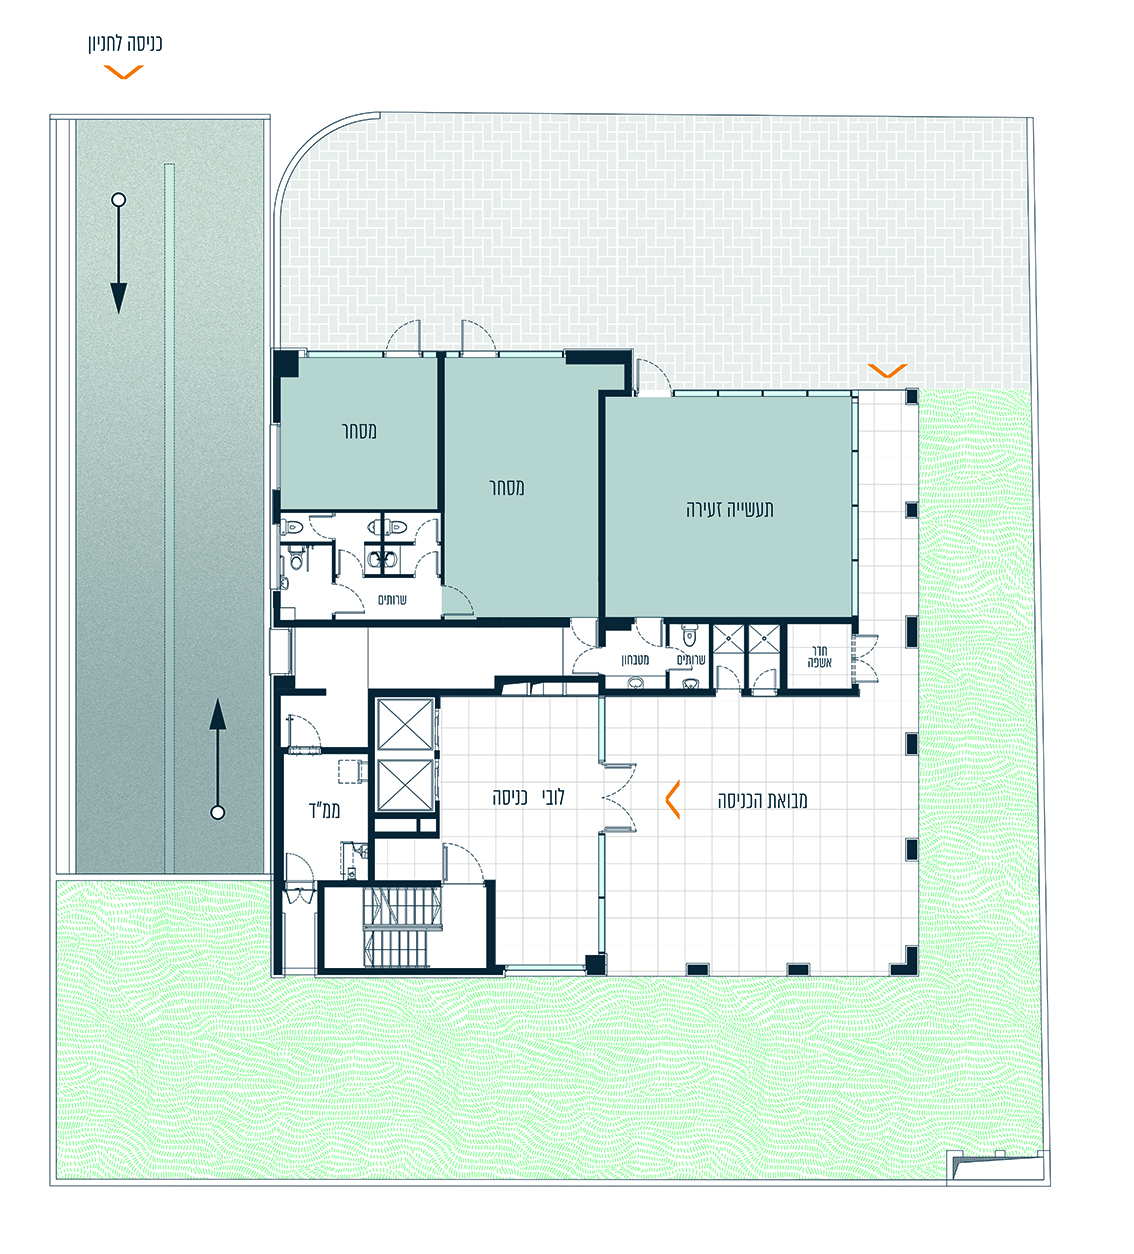 כניסה לחניון
מסחר
מסחר
תעשייה זעירה
שרותים
מטבחון
שרותים
חדר
אשפה
ממ"ד
לובי כניסה
מבואת הכניסה